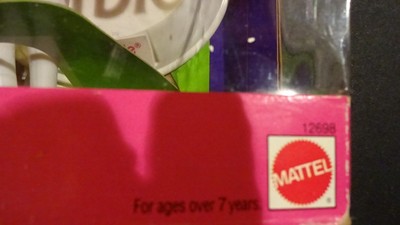 12698
MATTEL
®
For ages over 7 years.